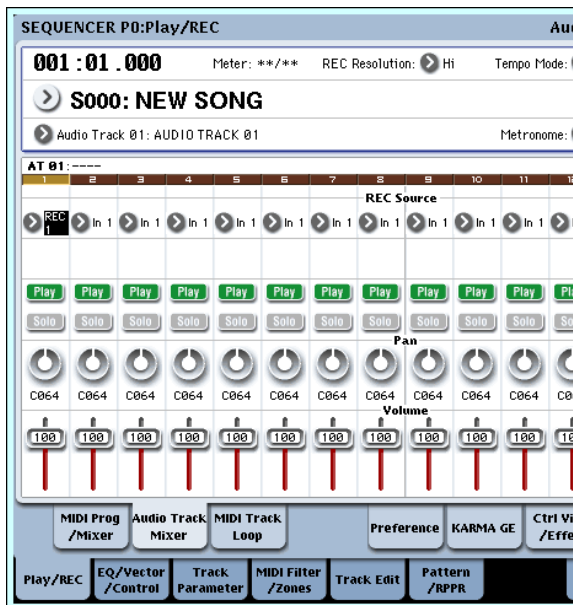 SEQUENCER P0:Play/REC Au
001:01.000 Meter: **/** REC Resolution: Hi Tempo Mode:
S000: NEW SONG
Audio Track 01: AUDIO TRACK 01 Metronome:
AT 01:----
1 2 3 4 5 6 7 8 9 10 11 12
REC Source
REC 1 In 1 In 1 In 1 In 1 In 1 In 1 In 1 In 1 In 1 In 1
Play Play Play Play Play Play Play Play Play Play Play Pl
Solo Solo Solo Solo Solo Solo Solo Solo Solo Solo Solo So
Pan
C064 C064 C064 C064 C064 C064 C064 C064 C064 C064 C064 C0
Volume
100 100 100 100 100 100 100 100 100 100 100 10
MIDI Prog /Mixer Audio Track Mixer MIDI Track Loop Preference KARMA GE Ctrl Vi /Effe
Play/REC EQ/Vector /Control Track Parameter MIDI Filter /Zones Track Edit Pattern /RPPR